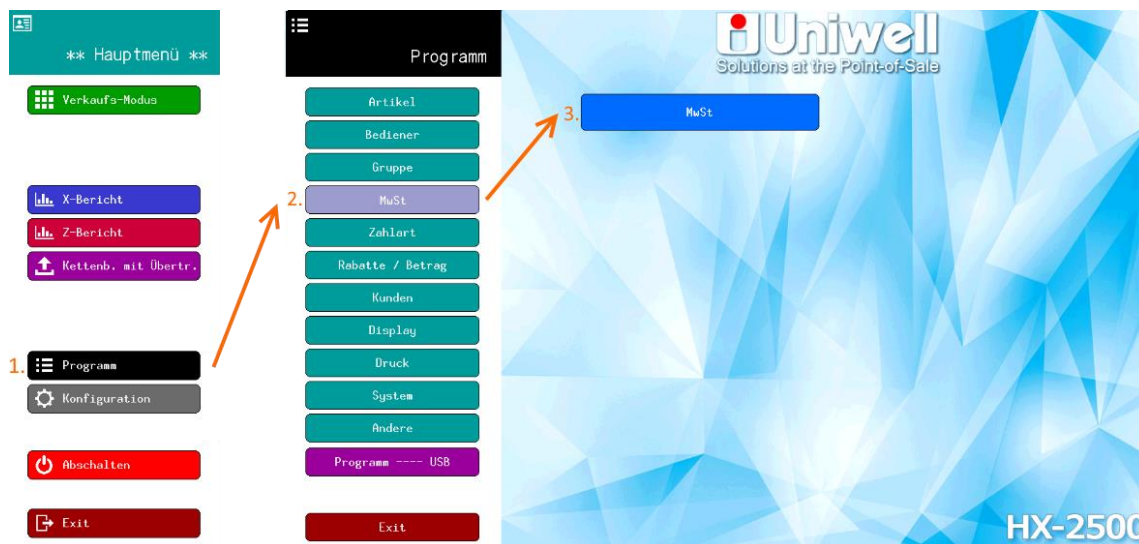 ** Hauptmenü **
Verkaufs-Modus
X-Bericht
Z-Bericht
Kettenb. mit Übertr.
1.
Programm
Konfiguration
Abschalten
Exit
Programm
Artikel
Bediener
Gruppe
2.
MwSt
Zahlart
Rabatte / Betrag
Kunden
Display
Druck
System
Andere
Programm ---- USB
Exit
Uniwell
Solutions at the Point-of-Sale
3.
MwSt
HX-2500